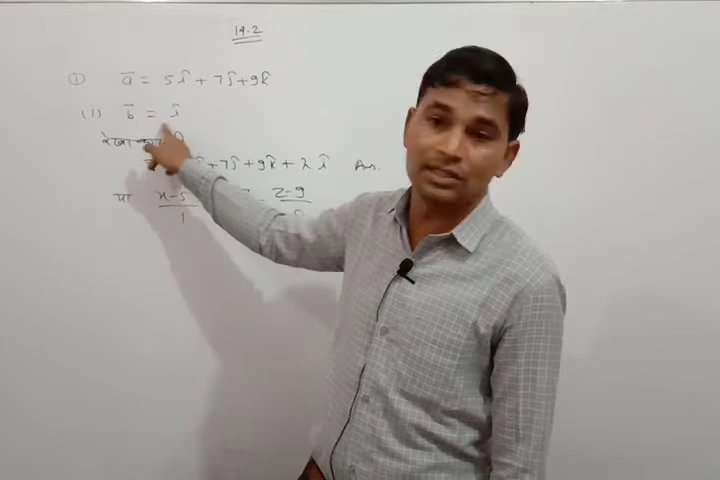 14.2
① a̅ = 5î + 7ĵ + 9k̂
(i) b̅ = î
रेखा का
+ 7ĵ + 9k̂ + λ î Ans.
या x-5/1 z-9